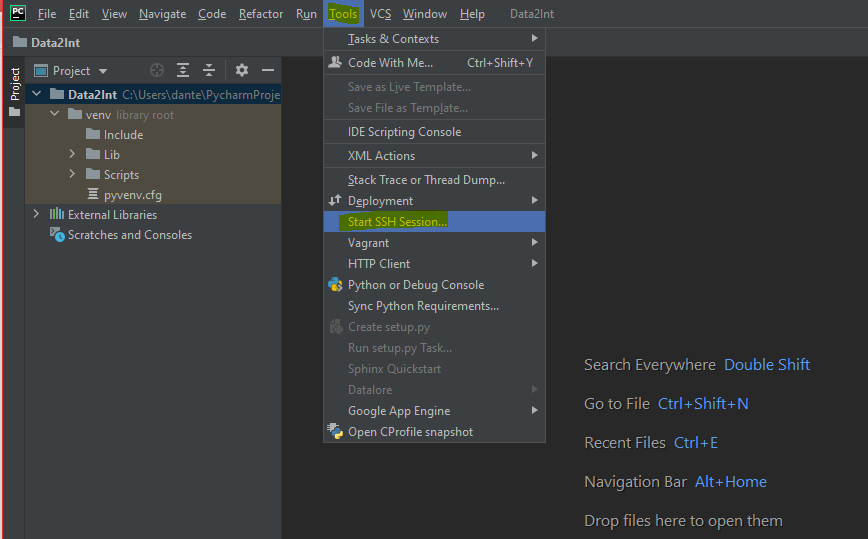 PC File Edit View Navigate Code Refactor Run Tools VCS Window Help Data2Int
Data2Int
Project
Project
Data2Int C:\Users\dante\PycharmProje
venv library root
Include
Lib
Scripts
pyvenv.cfg
External Libraries
Scratches and Consoles
Tasks & Contexts
Code With Me... Ctrl+Shift+Y
Save as Live Template...
Save File as Template...
IDE Scripting Console
XML Actions
Stack Trace or Thread Dump...
Deployment
Start SSH Session...
Vagrant
HTTP Client
Python or Debug Console
Sync Python Requirements...
Create setup.py
Run setup.py Task...
Sphinx Quickstart
Datalore
Google App Engine
Open CProfile snapshot
Search Everywhere Double Shift
Go to File Ctrl+Shift+N
Recent Files Ctrl+E
Navigation Bar Alt+Home
Drop files here to open them